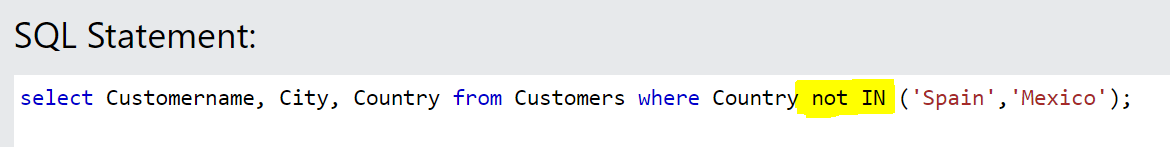 SQL Statement:
select Customername, City, Country from Customers where Country not IN ('Spain','Mexico');